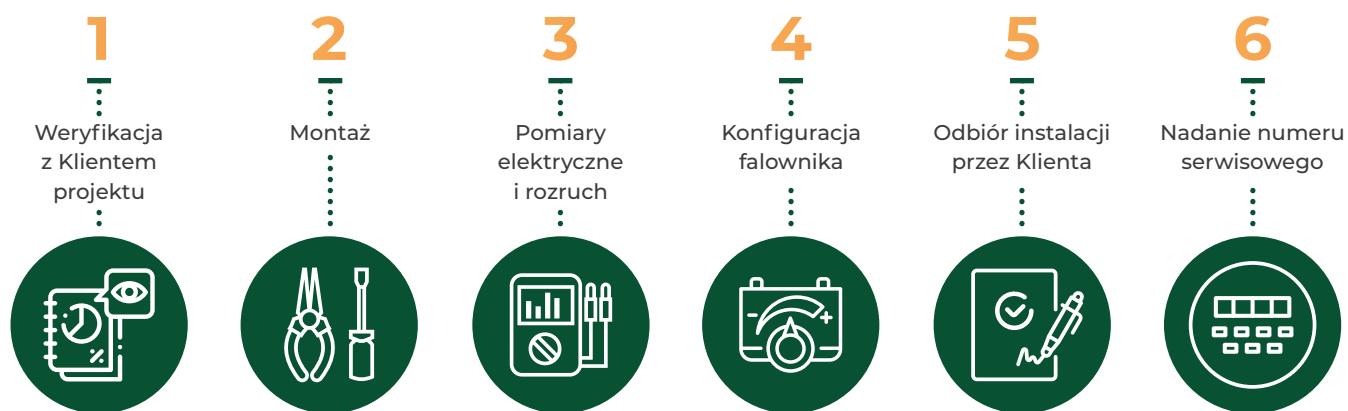 1
Weryfikacja
z Klientem
projektu
2
Montaż
3
Pomiary
elektryczne
i rozruch
4
Konfiguracja
falownika
5
Odbiór instalacji
przez Klienta
6
Nadanie numeru
serwisowego